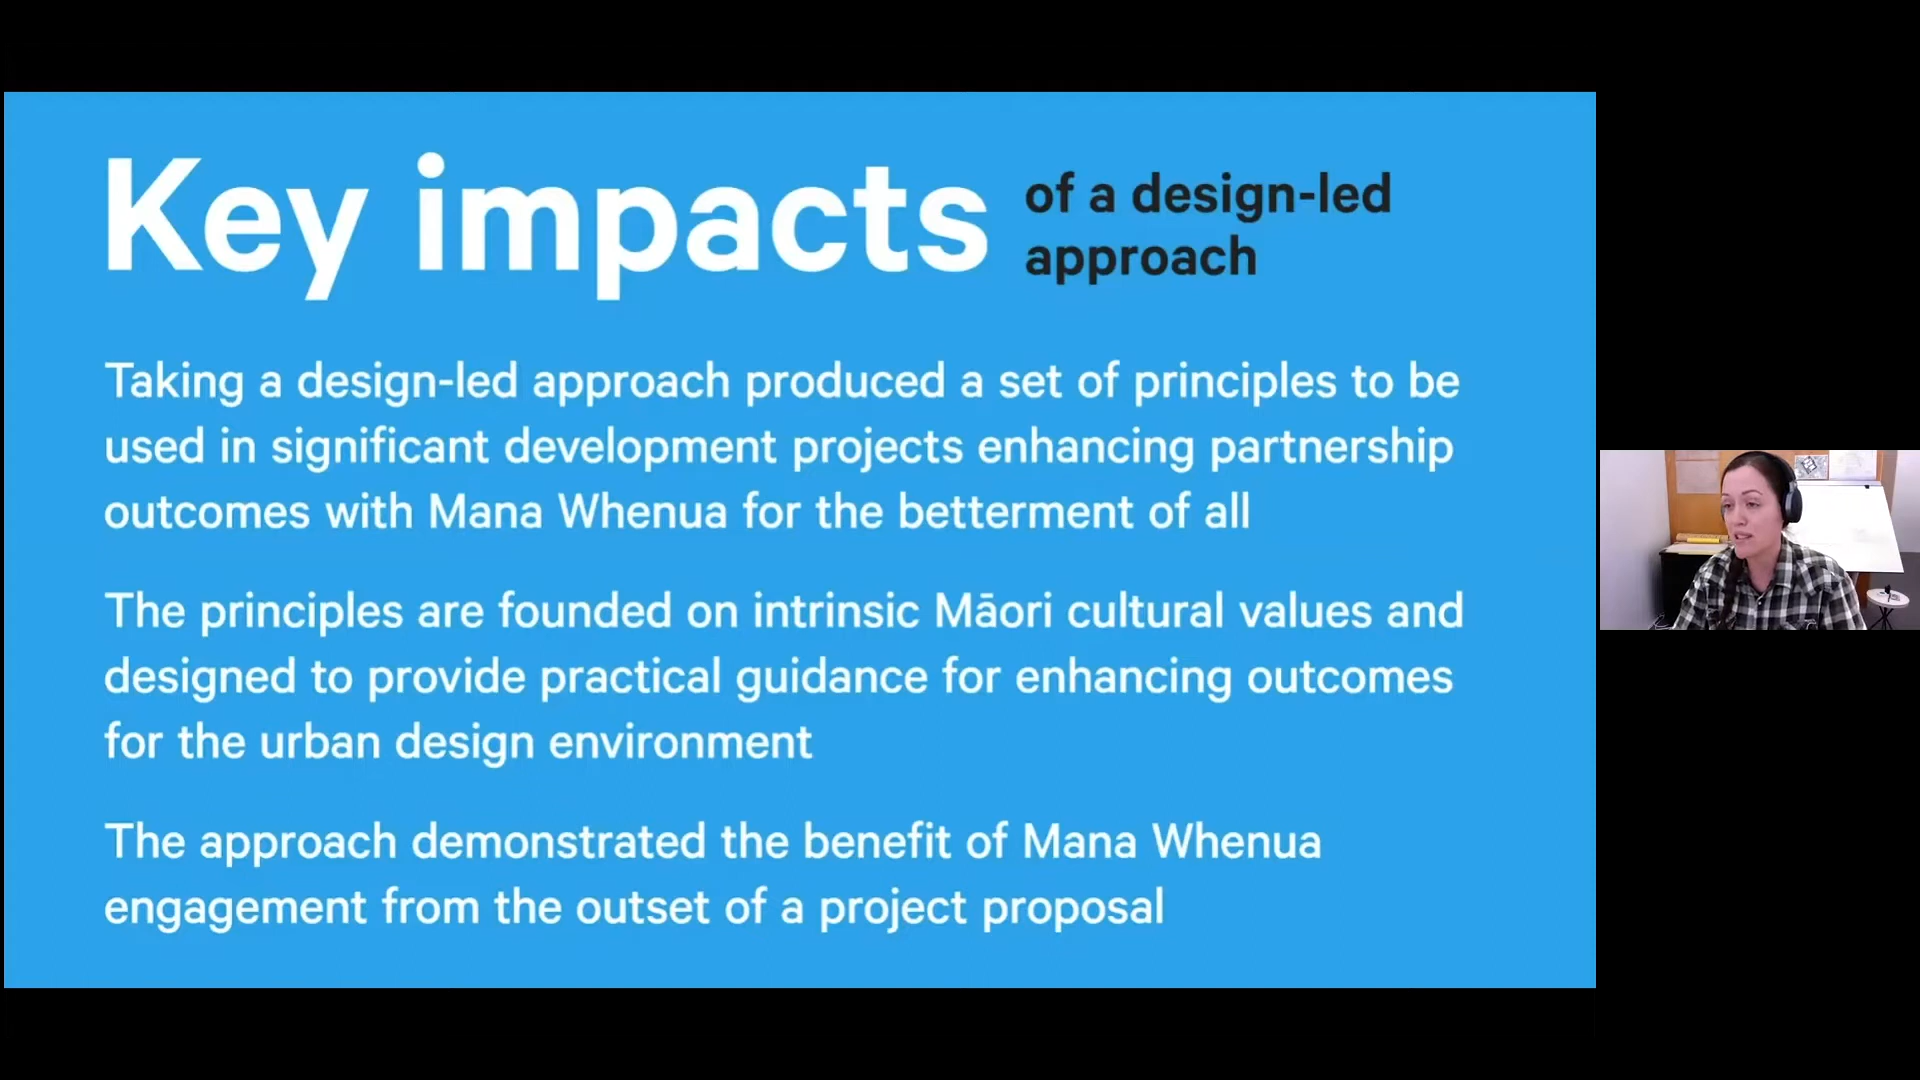 Key impacts
of a design-led
approach
Taking a design-led approach produced a set of principles to be
used in significant development projects enhancing partnership
outcomes with Mana Whenua for the betterment of all
The principles are founded on intrinsic Māori cultural values and
designed to provide practical guidance for enhancing outcomes
for the urban design environment
The approach demonstrated the benefit of Mana Whenua
engagement from the outset of a project proposal